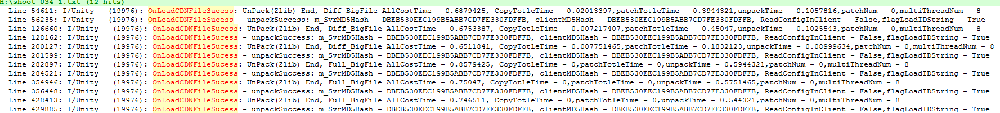 H:\shoot_034_1.txt (12 hits)
Line 54611: I/Unity (19976): OnLoadCDNFileSucess: UnPack(Zlib) End, Diff_BigFile AllCostTime - 0.6879425, CopyTotleTime - 0.02013397,patchTotleTime - 0.3944321,unpackTime - 0.1057816,patchNum - 0,multiThreadNum - 8
Line 56235: I/Unity (19976): OnLoadCDNFileSucess - unpackSuccess: m_SvrMD5Hash - DBEB530EEC199B5ABB7CD7FE330FDFFB, clientMD5Hash - DBEB530EEC199B5ABB7CD7FE330FDFFB, ReadConfigInClient - False,flagLoadIDString - True
Line 126660: I/Unity (19976): OnLoadCDNFileSucess: UnPack(Zlib) End, Diff_BigFile AllCostTime - 0.6753387, CopyTotleTime - 0.007217407,patchTotleTime - 0.45047,unpackTime - 0.1025543,patchNum - 0,multiThreadNum - 8
Line 128162: I/Unity (19976): OnLoadCDNFileSucess - unpackSuccess: m_SvrMD5Hash - DBEB530EEC199B5ABB7CD7FE330FDFFB, clientMD5Hash - DBEB530EEC199B5ABB7CD7FE330FDFFB, ReadConfigInClient - False,flagLoadIDString - True
Line 200127: I/Unity (19976): OnLoadCDNFileSucess: UnPack(Zlib) End, Diff_BigFile AllCostTime - 0.6511841, CopyTotleTime - 0.007751465,patchTotleTime - 0.1832123,unpackTime - 0.08999634,patchNum - 0,multiThreadNum - 8
Line 201599: I/Unity (19976): OnLoadCDNFileSucess - unpackSuccess: m_SvrMD5Hash - DBEB530EEC199B5ABB7CD7FE330FDFFB, clientMD5Hash - DBEB530EEC199B5ABB7CD7FE330FDFFB, ReadConfigInClient - False,flagLoadIDString - True
Line 282897: I/Unity (19976): OnLoadCDNFileSucess: UnPack(Zlib) End, Full_BigFile AllCostTime - 0.8579425, CopyTotleTime - 0,patchTotleTime - 0,unpackTime - 0.5944321,patchNum - 0,multiThreadNum - 8
Line 284521: I/Unity (19976): OnLoadCDNFileSucess - unpackSuccess: m_SvrMD5Hash - DBEB530EEC199B5ABB7CD7FE330FDFFB, clientMD5Hash - DBEB530EEC199B5ABB7CD7FE330FDFFB, ReadConfigInClient - False,flagLoadIDString - True
Line 354946: I/Unity (19976): OnLoadCDNFileSucess: UnPack(Zlib) End, Full_BigFile AllCostTime - 0.75047, CopyTotleTime - 0,patchTotleTime - 0,unpackTime - 0.5751465,patchNum - 0,multiThreadNum - 8
Line 356448: I/Unity (19976): OnLoadCDNFileSucess - unpackSuccess: m_SvrMD5Hash - DBEB530EEC199B5ABB7CD7FE330FDFFB, clientMD5Hash - DBEB530EEC199B5ABB7CD7FE330FDFFB, ReadConfigInClient - False,flagLoadIDString - True
Line 428413: I/Unity (19976): OnLoadCDNFileSucess: UnPack(Zlib) End, Full_BigFile AllCostTime - 0.746511, CopyTotleTime - 0,patchTotleTime - 0,unpackTime - 0.544321,patchNum - 0,multiThreadNum - 8
Line 429885: I/Unity (19976): OnLoadCDNFileSucess - unpackSuccess: m_SvrMD5Hash - DBEB530EEC199B5ABB7CD7FE330FDFFB, clientMD5Hash - DBEB530EEC199B5ABB7CD7FE330FDFFB, ReadConfigInClient - False,flagLoadIDString - True